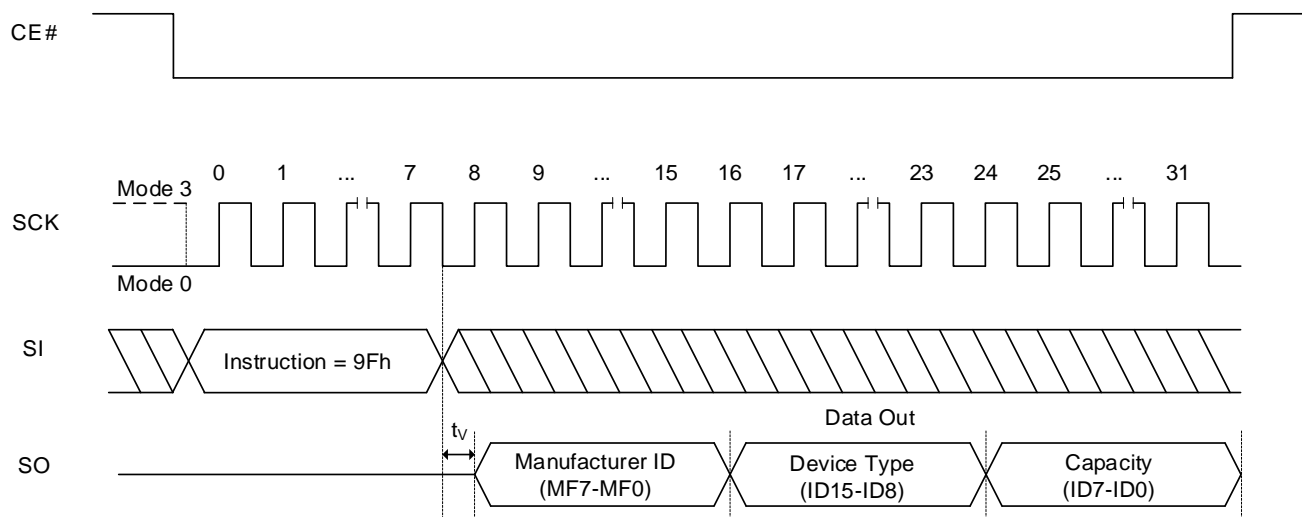 CE#
0 1 ... 7 8 9 ... 15 16 17 ... 23 24 25 ... 31
Mode 3
SCK
Mode 0
SI
Instruction = 9Fh
Data Out
tV
SO
Manufacturer ID
(MF7-MF0)
Device Type
(ID15-ID8)
Capacity
(ID7-ID0)